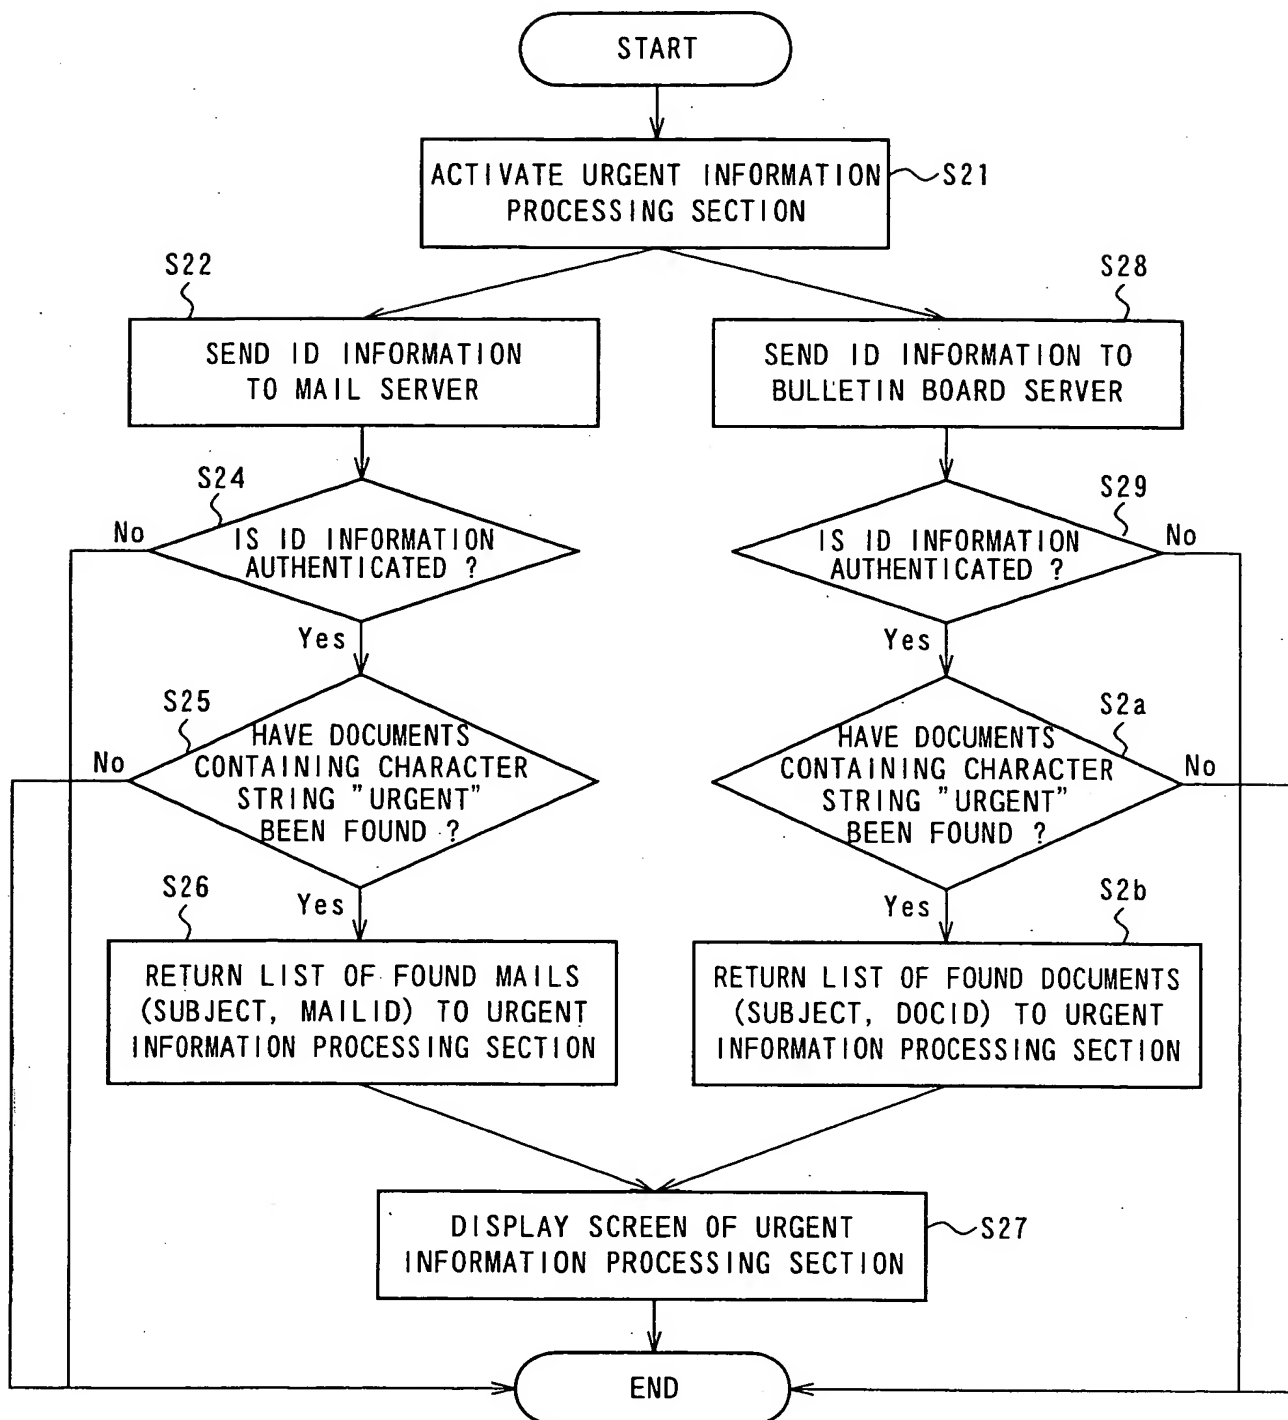 START
ACTIVATE URGENT INFORMATION
PROCESSING SECTION
S21
S22
SEND ID INFORMATION
TO MAIL SERVER
S28
SEND ID INFORMATION TO
BULLETIN BOARD SERVER
S24
No
IS ID INFORMATION
AUTHENTICATED ?
Yes
S29
No
IS ID INFORMATION
AUTHENTICATED ?
Yes
S25
No
HAVE DOCUMENTS
CONTAINING CHARACTER
STRING "URGENT"
BEEN FOUND ?
Yes
S2a
No
HAVE DOCUMENTS
CONTAINING CHARACTER
STRING "URGENT"
BEEN FOUND ?
Yes
S26
RETURN LIST OF FOUND MAILS
(SUBJECT, MAILID) TO URGENT
INFORMATION PROCESSING SECTION
S2b
RETURN LIST OF FOUND DOCUMENTS
(SUBJECT, DOCID) TO URGENT
INFORMATION PROCESSING SECTION
DISPLAY SCREEN OF URGENT
INFORMATION PROCESSING SECTION
S27
END